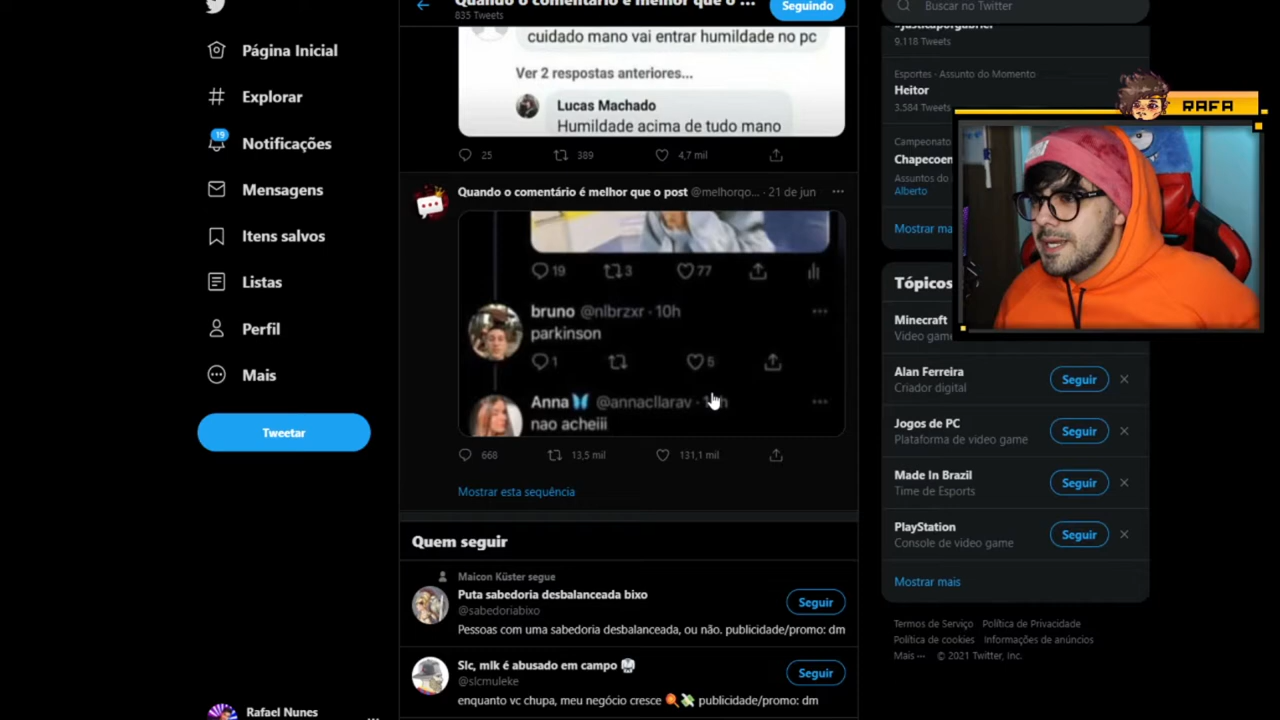 Quando o comentário é melhor que o ...
835 Tweets
Seguindo
Buscar no Twitter
Página Inicial
Explorar
19
Notificações
Mensagens
Itens salvos
Listas
Perfil
Mais
Tweetar
Rafael Nunes
cuidado mano vai entrar humildade no pc
Ver 2 respostas anteriores...
Lucas Machado
Humildade acima de tudo mano
25 389 4,7 mil
Quando o comentário é melhor que o post @melhorqo... · 21 de jun
19 3 77
bruno @nlbrzxr · 10h
parkinson
1 6
Anna @annacllarav ·
nao acheiii
668 13,5 mil 131,1 mil
Mostrar esta sequência
Quem seguir
Maicon Küster segue
Puta sabedoria desbalanceada bixo
@sabedoriabixo
Seguir
Pessoas com uma sabedoria desbalanceada, ou não. publicidade/promo: dm
Slc, mlk é abusado em campo
@slcmuleke
Seguir
enquanto vc chupa, meu negócio cresce publicidade/promo: dm
#justiçaporgabriel
9.118 Tweets
Esportes · Assunto do Momento
Heitor
3.584 Tweets
Campeonato
Chapecoen
Assuntos do
Alberto
Mostrar ma
RAFA
Tópicos
Minecraft
Video game
Alan Ferreira
Criador digital
Seguir
Jogos de PC
Plataforma de video game
Seguir
Made In Brazil
Time de Esports
Seguir
PlayStation
Console de video game
Seguir
Mostrar mais
Termos de Serviço Política de Privacidade
Política de cookies Informações de anúncios
Mais ··· © 2021 Twitter, Inc.